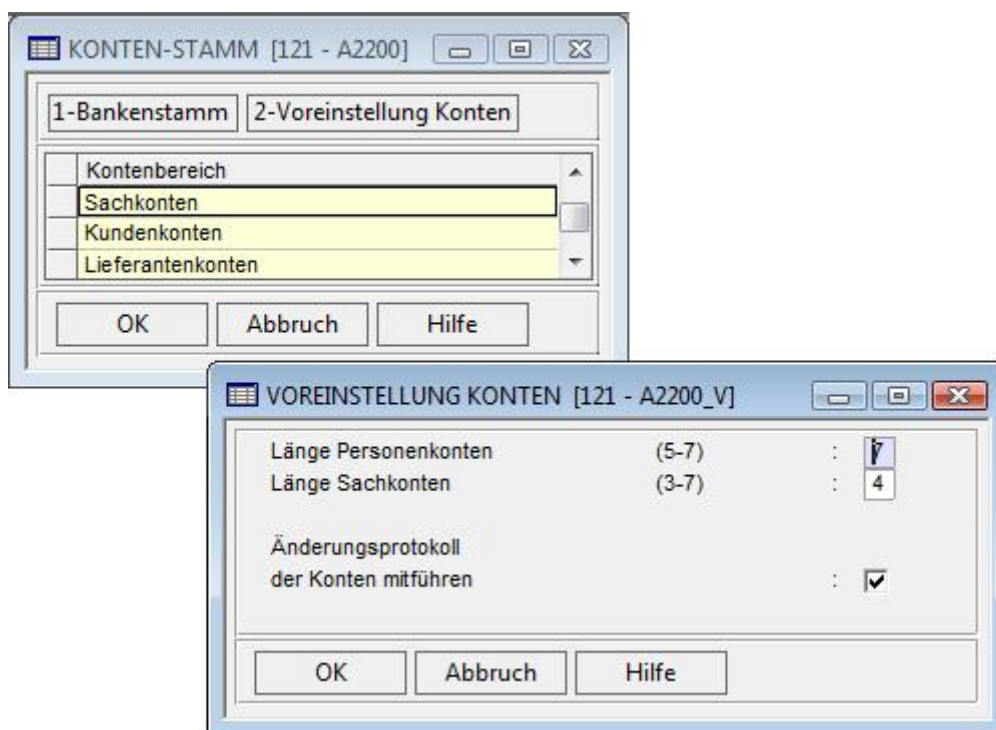 KONTEN-STAMM [121 - A2200]
1-Bankenstamm 2-Voreinstellung Konten
Kontenbereich
Sachkonten
Kundenkonten
Lieferantenkonten
OK Abbruch Hilfe
VOREINSTELLUNG KONTEN [121 - A2200_V]
Länge Personenkonten (5-7) : 7
Länge Sachkonten (3-7) : 4
Änderungsprotokoll
der Konten mitführen :
OK Abbruch Hilfe